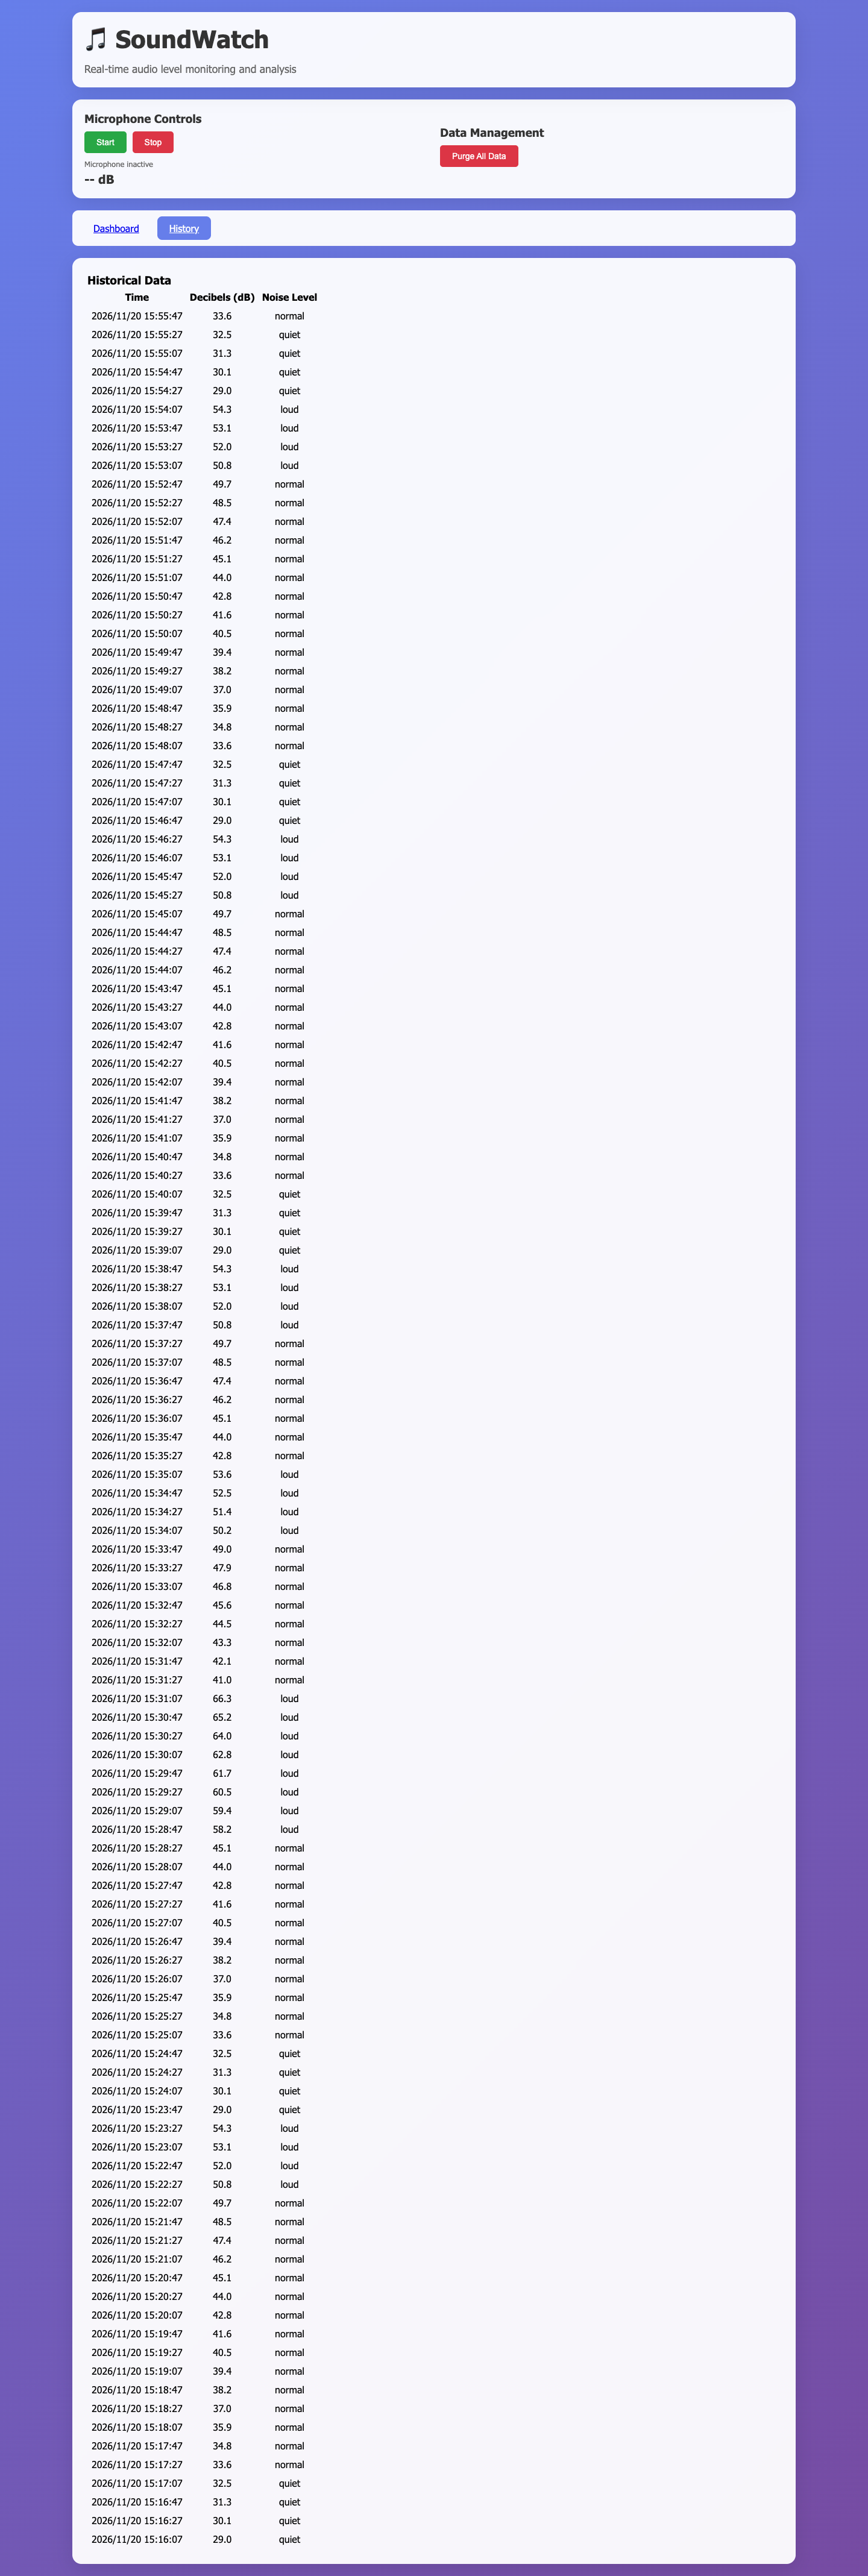 🎵 SoundWatch
Real-time audio level monitoring and analysis
Microphone Controls
Start Stop
Microphone inactive
-- dB
Data Management
Purge All Data
Dashboard History
Historical Data
Time Decibels (dB) Noise Level
2026/11/20 15:55:47 33.6 normal
2026/11/20 15:55:27 32.5 quiet
2026/11/20 15:55:07 31.3 quiet
2026/11/20 15:54:47 30.1 quiet
2026/11/20 15:54:27 29.0 quiet
2026/11/20 15:54:07 54.3 loud
2026/11/20 15:53:47 53.1 loud
2026/11/20 15:53:27 52.0 loud
2026/11/20 15:53:07 50.8 loud
2026/11/20 15:52:47 49.7 normal
2026/11/20 15:52:27 48.5 normal
2026/11/20 15:52:07 47.4 normal
2026/11/20 15:51:47 46.2 normal
2026/11/20 15:51:27 45.1 normal
2026/11/20 15:51:07 44.0 normal
2026/11/20 15:50:47 42.8 normal
2026/11/20 15:50:27 41.6 normal
2026/11/20 15:50:07 40.5 normal
2026/11/20 15:49:47 39.4 normal
2026/11/20 15:49:27 38.2 normal
2026/11/20 15:49:07 37.0 normal
2026/11/20 15:48:47 35.9 normal
2026/11/20 15:48:27 34.8 normal
2026/11/20 15:48:07 33.6 normal
2026/11/20 15:47:47 32.5 quiet
2026/11/20 15:47:27 31.3 quiet
2026/11/20 15:47:07 30.1 quiet
2026/11/20 15:46:47 29.0 quiet
2026/11/20 15:46:27 54.3 loud
2026/11/20 15:46:07 53.1 loud
2026/11/20 15:45:47 52.0 loud
2026/11/20 15:45:27 50.8 loud
2026/11/20 15:45:07 49.7 normal
2026/11/20 15:44:47 48.5 normal
2026/11/20 15:44:27 47.4 normal
2026/11/20 15:44:07 46.2 normal
2026/11/20 15:43:47 45.1 normal
2026/11/20 15:43:27 44.0 normal
2026/11/20 15:43:07 42.8 normal
2026/11/20 15:42:47 41.6 normal
2026/11/20 15:42:27 40.5 normal
2026/11/20 15:42:07 39.4 normal
2026/11/20 15:41:47 38.2 normal
2026/11/20 15:41:27 37.0 normal
2026/11/20 15:41:07 35.9 normal
2026/11/20 15:40:47 34.8 normal
2026/11/20 15:40:27 33.6 normal
2026/11/20 15:40:07 32.5 quiet
2026/11/20 15:39:47 31.3 quiet
2026/11/20 15:39:27 30.1 quiet
2026/11/20 15:39:07 29.0 quiet
2026/11/20 15:38:47 54.3 loud
2026/11/20 15:38:27 53.1 loud
2026/11/20 15:38:07 52.0 loud
2026/11/20 15:37:47 50.8 loud
2026/11/20 15:37:27 49.7 normal
2026/11/20 15:37:07 48.5 normal
2026/11/20 15:36:47 47.4 normal
2026/11/20 15:36:27 46.2 normal
2026/11/20 15:36:07 45.1 normal
2026/11/20 15:35:47 44.0 normal
2026/11/20 15:35:27 42.8 normal
2026/11/20 15:35:07 53.6 loud
2026/11/20 15:34:47 52.5 loud
2026/11/20 15:34:27 51.4 loud
2026/11/20 15:34:07 50.2 loud
2026/11/20 15:33:47 49.0 normal
2026/11/20 15:33:27 47.9 normal
2026/11/20 15:33:07 46.8 normal
2026/11/20 15:32:47 45.6 normal
2026/11/20 15:32:27 44.5 normal
2026/11/20 15:32:07 43.3 normal
2026/11/20 15:31:47 42.1 normal
2026/11/20 15:31:27 41.0 normal
2026/11/20 15:31:07 66.3 loud
2026/11/20 15:30:47 65.2 loud
2026/11/20 15:30:27 64.0 loud
2026/11/20 15:30:07 62.8 loud
2026/11/20 15:29:47 61.7 loud
2026/11/20 15:29:27 60.5 loud
2026/11/20 15:29:07 59.4 loud
2026/11/20 15:28:47 58.2 loud
2026/11/20 15:28:27 45.1 normal
2026/11/20 15:28:07 44.0 normal
2026/11/20 15:27:47 42.8 normal
2026/11/20 15:27:27 41.6 normal
2026/11/20 15:27:07 40.5 normal
2026/11/20 15:26:47 39.4 normal
2026/11/20 15:26:27 38.2 normal
2026/11/20 15:26:07 37.0 normal
2026/11/20 15:25:47 35.9 normal
2026/11/20 15:25:27 34.8 normal
2026/11/20 15:25:07 33.6 normal
2026/11/20 15:24:47 32.5 quiet
2026/11/20 15:24:27 31.3 quiet
2026/11/20 15:24:07 30.1 quiet
2026/11/20 15:23:47 29.0 quiet
2026/11/20 15:23:27 54.3 loud
2026/11/20 15:23:07 53.1 loud
2026/11/20 15:22:47 52.0 loud
2026/11/20 15:22:27 50.8 loud
2026/11/20 15:22:07 49.7 normal
2026/11/20 15:21:47 48.5 normal
2026/11/20 15:21:27 47.4 normal
2026/11/20 15:21:07 46.2 normal
2026/11/20 15:20:47 45.1 normal
2026/11/20 15:20:27 44.0 normal
2026/11/20 15:20:07 42.8 normal
2026/11/20 15:19:47 41.6 normal
2026/11/20 15:19:27 40.5 normal
2026/11/20 15:19:07 39.4 normal
2026/11/20 15:18:47 38.2 normal
2026/11/20 15:18:27 37.0 normal
2026/11/20 15:18:07 35.9 normal
2026/11/20 15:17:47 34.8 normal
2026/11/20 15:17:27 33.6 normal
2026/11/20 15:17:07 32.5 quiet
2026/11/20 15:16:47 31.3 quiet
2026/11/20 15:16:27 30.1 quiet
2026/11/20 15:16:07 29.0 quiet